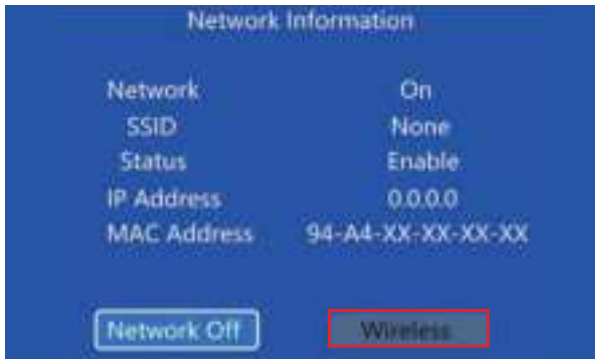 Network Information
Network On
SSID None
Status Enable
IP Address 0.0.0.0
MAC Address 94-A4-XX-XX-XX-XX
Network Off Wireless